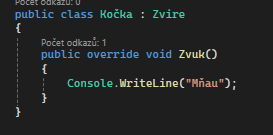 Počet odkazů: 0
public class Kočka : Zvire
{
Počet odkazů: 1
public override void Zvuk()
{
Console.WriteLine("Mňau");
}
}